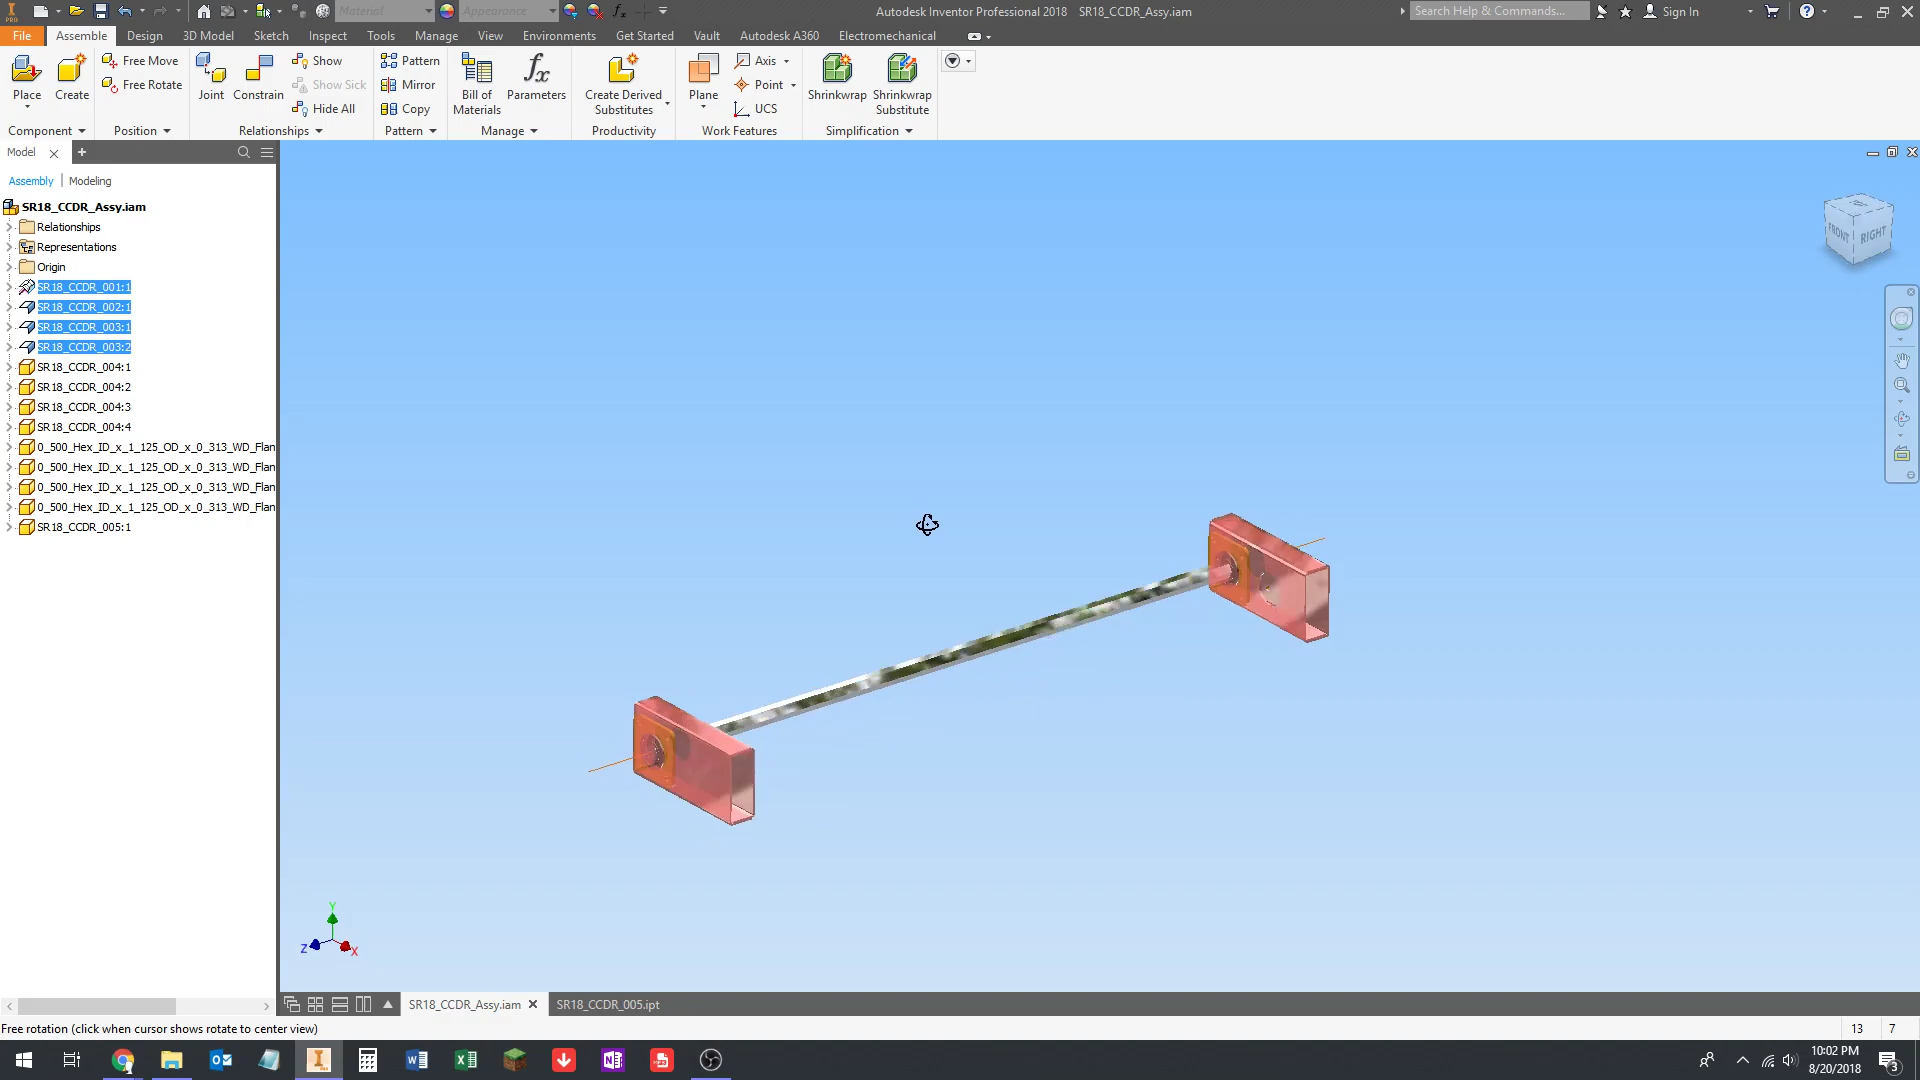 PRO
Material
Appearance
Autodesk Inventor Professional 2018 SR18_CCDR_Assy.iam
Search Help & Commands...
Sign In
File
Assemble
Design
3D Model
Sketch
Inspect
Tools
Manage
View
Environments
Get Started
Vault
Autodesk A360
Electromechanical
Place
Create
Free Move
Free Rotate
Joint
Constrain
Show
Show Sick
Hide All
Pattern
Mirror
Copy
Bill of
Materials
Parameters
Create Derived
Substitutes
Plane
Axis
Point
UCS
Shrinkwrap
Shrinkwrap
Substitute
Component
Position
Relationships
Pattern
Manage
Productivity
Work Features
Simplification
Model
Assembly | Modeling
SR18_CCDR_Assy.iam
Relationships
Representations
Origin
SR18_CCDR_001:1
SR18_CCDR_002:1
SR18_CCDR_003:1
SR18_CCDR_003:2
SR18_CCDR_004:1
SR18_CCDR_004:2
SR18_CCDR_004:3
SR18_CCDR_004:4
0_500_Hex_ID_x_1_125_OD_x_0_313_WD_Flan
0_500_Hex_ID_x_1_125_OD_x_0_313_WD_Flan
0_500_Hex_ID_x_1_125_OD_x_0_313_WD_Flan
0_500_Hex_ID_x_1_125_OD_x_0_313_WD_Flan
SR18_CCDR_005:1
FRONT
RIGHT
Y
Z
X
SR18_CCDR_Assy.iam
SR18_CCDR_005.ipt
Free rotation (click when cursor shows rotate to center view)
13
7
10:02 PM
8/20/2018
3